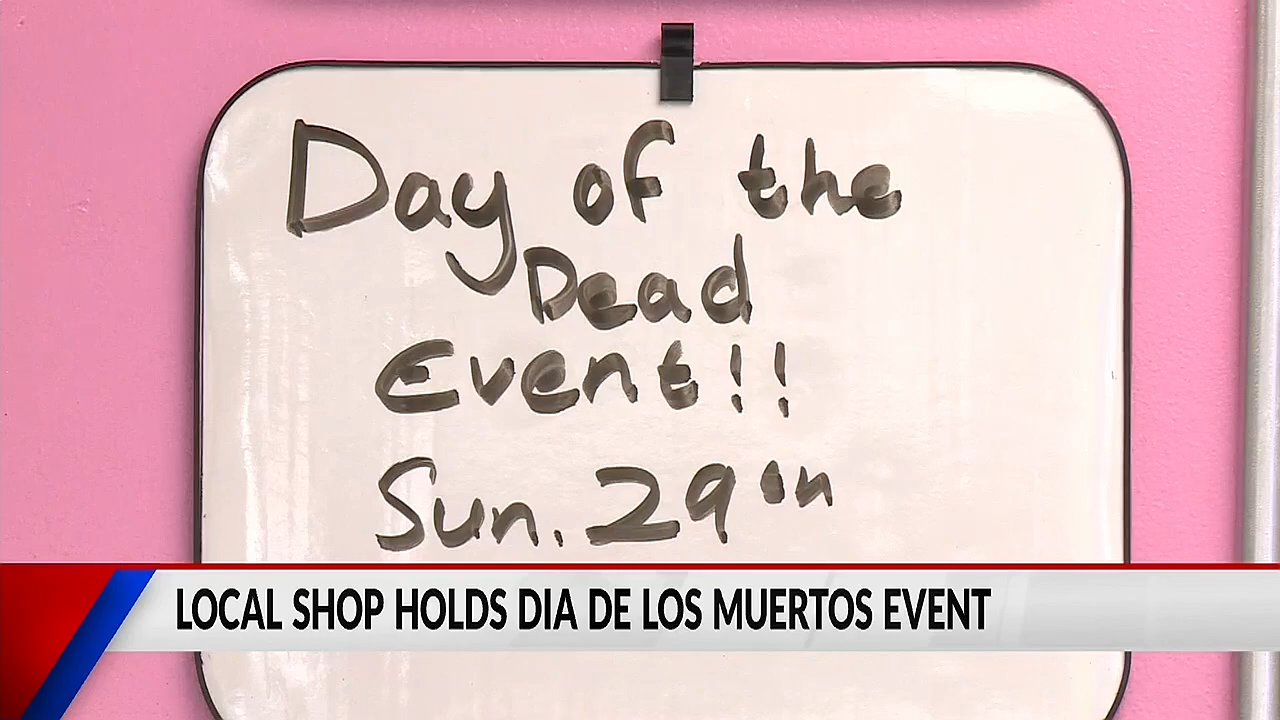 Day of the
Dead
Event!!
Sun. 29th
LOCAL SHOP HOLDS DIA DE LOS MUERTOS EVENT